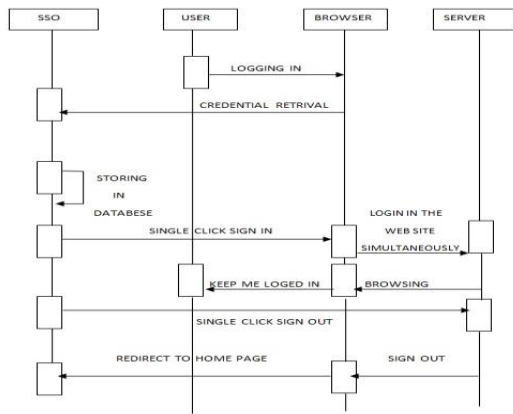 SSO
USER
BROWSER
SERVER
LOGGING IN
CREDENTIAL RETRIVAL
STORING
IN
DATABESE
SINGLE CLICK SIGN IN
LOGIN IN THE
WEB SITE
SIMULTANEOUSLY
KEEP ME LOGED IN
BROWSING
SINGLE CLICK SIGN OUT
REDIRECT TO HOME PAGE
SIGN OUT